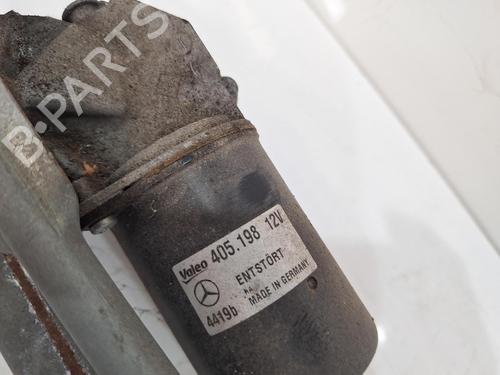 B-PARTS
Valeo 405.198 12V
ENTSTÖRT
4419b MADE IN GERMANY